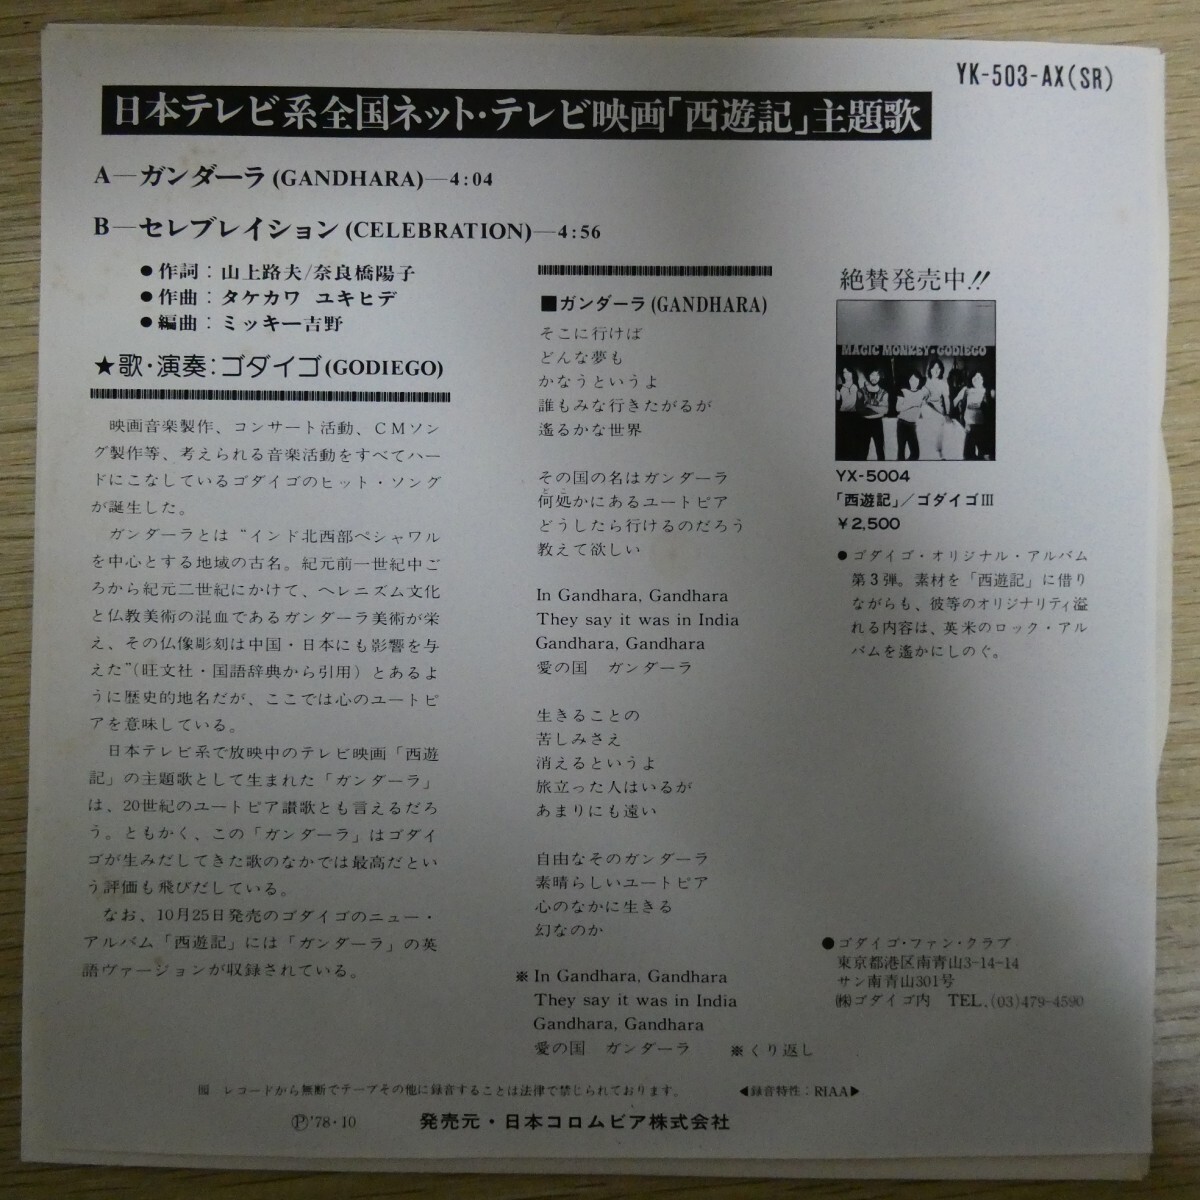 YK-503-AX(SR)
日本テレビ系全国ネット・テレビ映画「西遊記」主題歌
A—ガンダーラ(GANDHARA)—4:04
B—セレブレイション(CELEBRATION)—4:56
●作詞：山上路夫/奈良橋陽子
●作曲：タケカワ ユキヒデ
●編曲：ミッキー吉野
★歌・演奏：ゴダイゴ(GODIEGO)
映画音楽製作、コンサート活動、CMソン
グ製作等、考えられる音楽活動をすべてハー
ドにこなしているゴダイゴのヒット・ソング
が誕生した。
ガンダーラとは“インド北西部ペシャワル
を中心とする地域の古名。紀元前一世紀中ご
ろから紀元二世紀にかけて、ヘレニズム文化
と仏教美術の混血であるガンダーラ美術が栄
え、その仏像彫刻は中国・日本にも影響を与
えた”(旺文社・国語辞典から引用)とあるよ
うに歴史的地名だが、ここでは心のユートピ
アを意味している。
日本テレビ系で放映中のテレビ映画「西遊
記」の主題歌として生まれた「ガンダーラ」
は、20世紀のユートピア讃歌とも言えるだろ
う。ともかく、この「ガンダーラ」はゴダイ
ゴが生みだしてきた歌のなかでは最高だとい
う評価も飛びだしている。
なお、10月25日発売のゴダイゴのニュー・
アルバム「西遊記」には「ガンダーラ」の英
語ヴァージョンが収録されている。
■ガンダーラ(GANDHARA)
そこに行けば
どんな夢も
かなうというよ
誰もみな行きたがるが
遙るかな世界
その国の名はガンダーラ
何処かにあるユートピア
どうしたら行けるのだろう
教えて欲しい
In Gandhara, Gandhara
They say it was in India
Gandhara, Gandhara
愛の国 ガンダーラ
生きることの
苦しみさえ
消えるというよ
旅立った人はいるが
あまりにも遠い
自由なそのガンダーラ
素晴らしいユートピア
心のなかに生きる
幻なのか
※In Gandhara, Gandhara
They say it was in India
Gandhara, Gandhara
愛の国 ガンダーラ ※くり返し
絶賛発売中!!
MAGIC MONKEY・GODIEGO
YX-5004
「西遊記」／ゴダイゴIII
￥2,500
●ゴダイゴ・オリジナル・アルバム
第3弾。素材を「西遊記」に借り
ながらも、彼等のオリジナリティ溢
れる内容は、英米のロック・アル
バムを遙かにしのぐ。
●ゴダイゴ・ファン・クラブ
東京都港区南青山3-14-14
サン南青山301号
㈱ゴダイゴ内 TEL.(03)479-4590
レコードから無断でテープその他に録音することは法律で禁じられております。 ◀録音特性：RIAA▶
Ⓟ'78・10 発売元・日本コロムビア株式会社